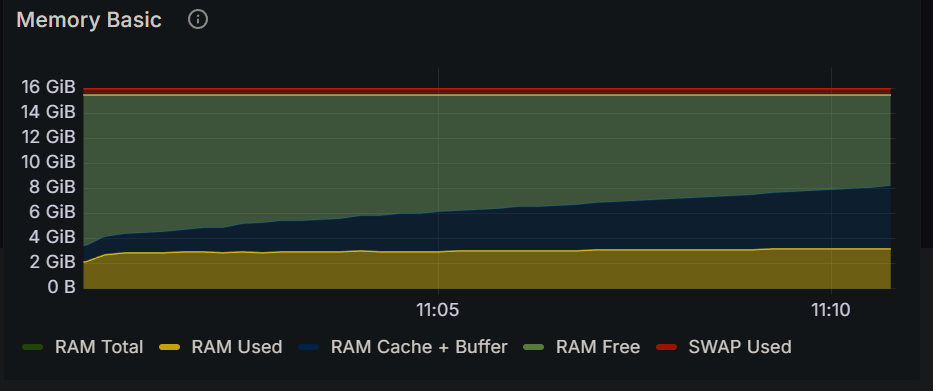 Memory Basic
16 GiB
14 GiB
12 GiB
10 GiB
8 GiB
6 GiB
4 GiB
2 GiB
0 B
11:05 11:10
RAM Total RAM Used RAM Cache + Buffer RAM Free SWAP Used